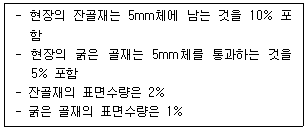 - 현장의 잔골재는 5mm체에 남는 것을 10% 포
함
- 현장의 굵은 골재는 5mm체를 통과하는 것을
5% 포함
- 잔골재의 표면수량은 2%
- 굵은 골재의 표면수량은 1%